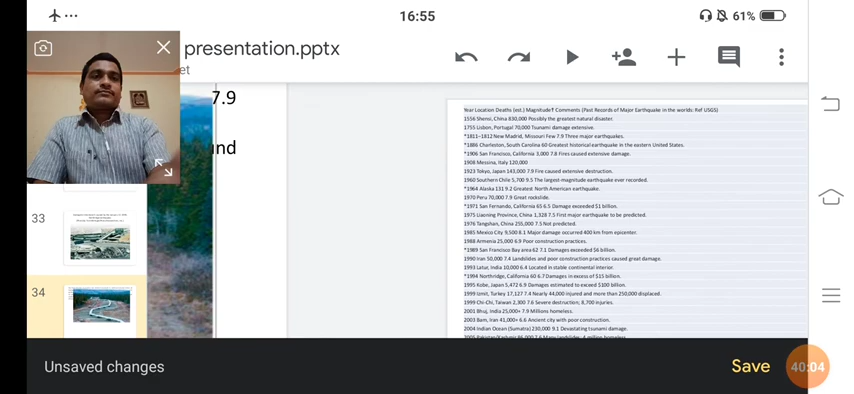 16:55
61%
presentation.pptx
et
7.9
und
33
34
Year Location Deaths (est.) Magnitude† Comments (Past Records of Major Earthquake in the worlds: Ref USGS)
1556 Shensi, China 830,000 Possibly the greatest natural disaster.
1755 Lisbon, Portugal 70,000 Tsunami damage extensive.
*1811–1812 New Madrid, Missouri Few 7.9 Three major earthquakes.
*1886 Charleston, South Carolina 60 Greatest historical earthquake in the eastern United States.
*1906 San Francisco, California 3,000 7.8 Fires caused extensive damage.
1908 Messina, Italy 120,000
1923 Tokyo, Japan 143,000 7.9 Fire caused extensive destruction.
1960 Southern Chile 5,700 9.5 The largest-magnitude earthquake ever recorded.
*1964 Alaska 131 9.2 Greatest North American earthquake.
1970 Peru 70,000 7.9 Great rockslide.
*1971 San Fernando, California 65 6.5 Damage exceeded $1 billion.
1975 Liaoning Province, China 1,328 7.5 First major earthquake to be predicted.
1976 Tangshan, China 255,000 7.5 Not predicted.
1985 Mexico City 9,500 8.1 Major damage occurred 400 km from epicenter.
1988 Armenia 25,000 6.9 Poor construction practices.
*1989 San Francisco Bay area 62 7.1 Damages exceeded $6 billion.
1990 Iran 50,000 7.4 Landslides and poor construction practices caused great damage.
1993 Latur, India 10,000 6.4 Located in stable continental interior.
*1994 Northridge, California 60 6.7 Damages in excess of $15 billion.
1995 Kobe, Japan 5,472 6.9 Damages estimated to exceed $100 billion.
1999 Izmit, Turkey 17,127 7.4 Nearly 44,000 injured and more than 250,000 displaced.
1999 Chi-Chi, Taiwan 2,300 7.6 Severe destruction; 8,700 injuries.
2001 Bhuj, India 25,000+ 7.9 Millions homeless.
2003 Bam, Iran 41,000+ 6.6 Ancient city with poor construction.
2004 Indian Ocean (Sumatra) 230,000 9.1 Devastating tsunami damage.
2005 Pakistan/Kashmir 86,000 7.6 Many landslides; 4 million homeless.
Unsaved changes
Save
40:04